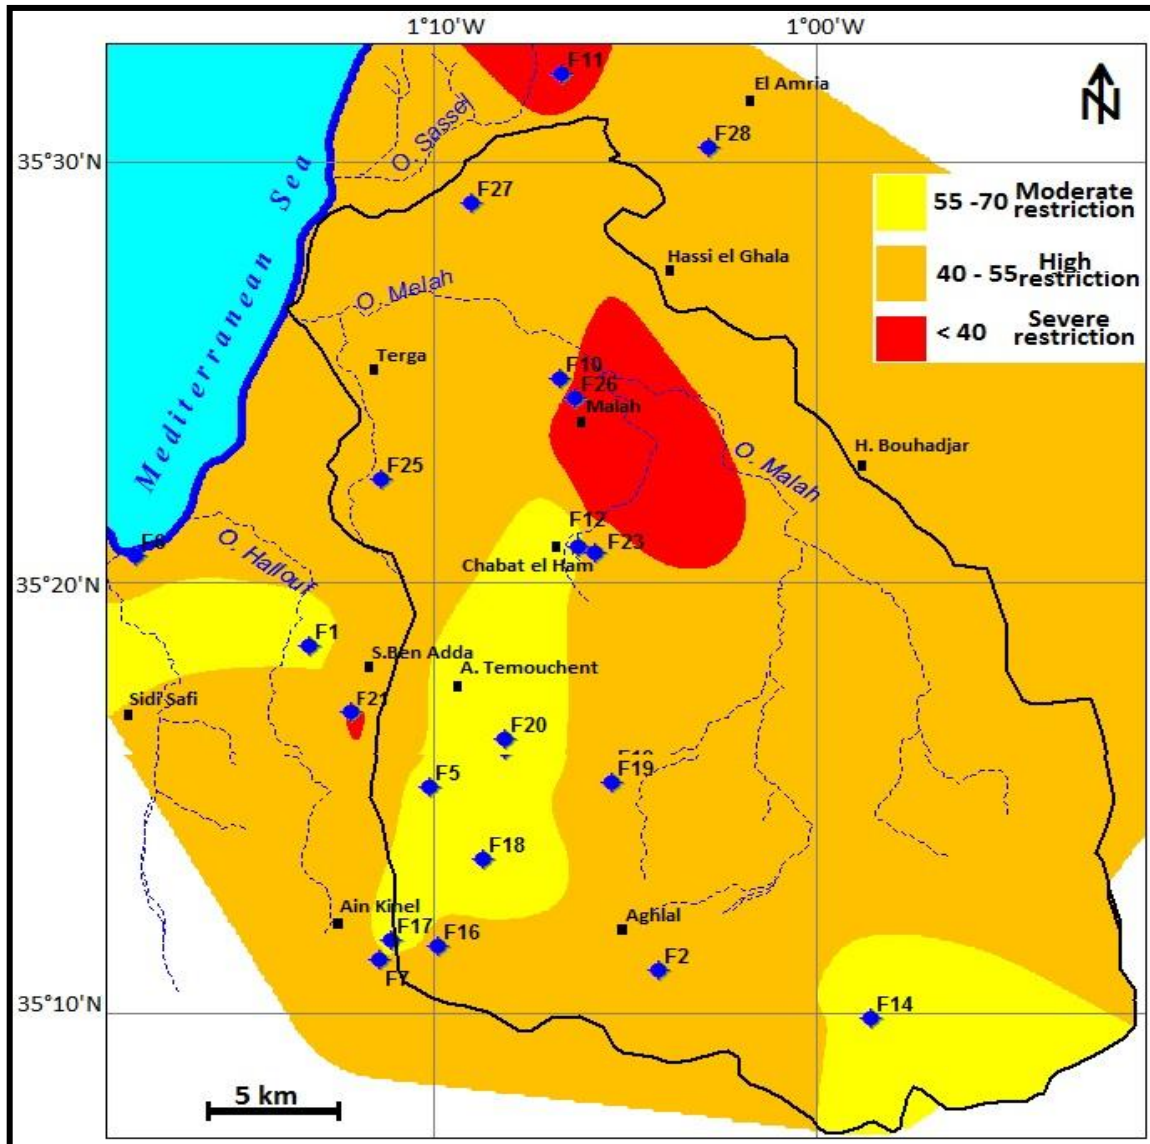 1°10'W
1°00'W
F11
El Amria
N
O. Sassel
F28
35°30'N
Mediterranean Sea
F27
55 -70 Moderate
restriction
Hassi el Ghala
40 - 55 High
restriction
O. Melah
< 40 Severe
restriction
Terga
F10
F26
Malah
H. Bouhadjar
O. Malah
F25
F12
F23
Chabat el Ham
O. Hallouf
35°20'N
F1
S.Ben Adda
A. Temouchent
Sidi Safi
F21
F20
F19
F5
F18
Ain Kinel
Aghlal
F17
F16
F7
F2
35°10'N
F14
5 km